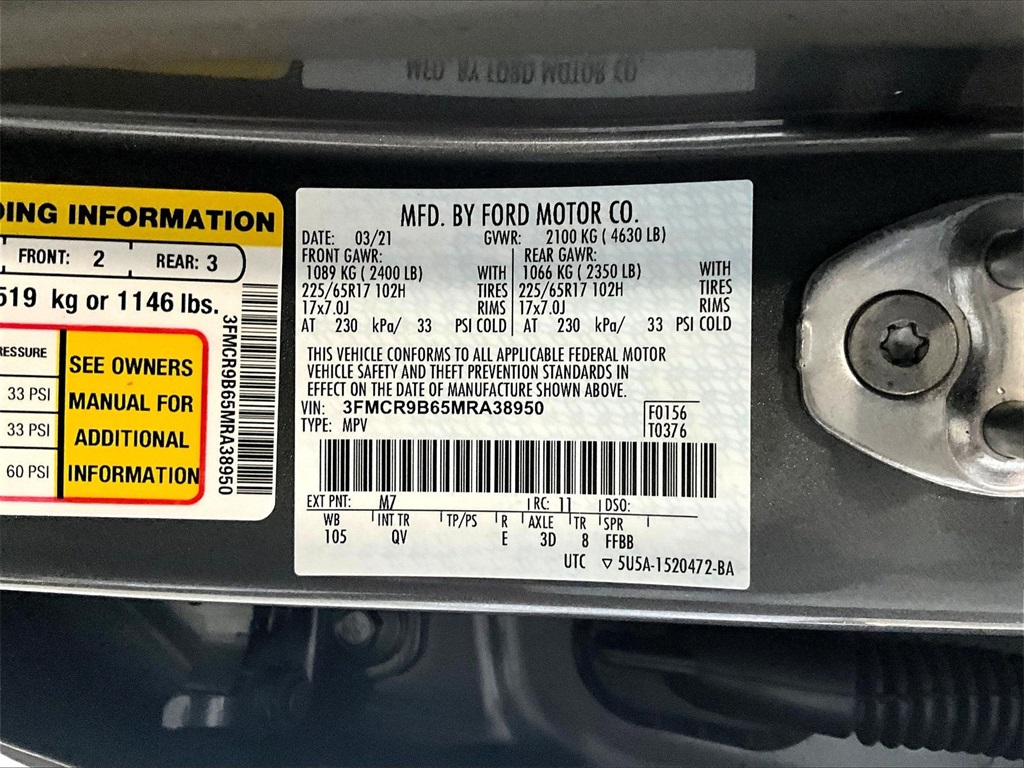 MFD. BY FORD MOTOR CO.
DING INFORMATION
FRONT: 2 REAR: 3
519 kg or 1146 lbs.
RESSURE
33 PSI
33 PSI
60 PSI
SEE OWNERS
MANUAL FOR
ADDITIONAL
INFORMATION
3FMCR9B65MRA38950
MFD. BY FORD MOTOR CO.
DATE: 03/21 GVWR: 2100 KG ( 4630 LB)
FRONT GAWR: REAR GAWR:
1089 KG ( 2400 LB) WITH 1066 KG ( 2350 LB) WITH
225/65R17 102H TIRES 225/65R17 102H TIRES
17x7.0J RIMS 17x7.0J RIMS
AT 230 kPa/ 33 PSI COLD AT 230 kPa/ 33 PSI COLD
THIS VEHICLE CONFORMS TO ALL APPLICABLE FEDERAL MOTOR
VEHICLE SAFETY AND THEFT PREVENTION STANDARDS IN
EFFECT ON THE DATE OF MANUFACTURE SHOWN ABOVE.
VIN: 3FMCR9B65MRA38950 F0156
TYPE: MPV T0376
EXT PNT: M7 RC: 11 DSO:
WB INT TR TP/PS R AXLE TR SPR
105 QV E 3D 8 FFBB
UTC ▽ 5U5A-1520472-BA